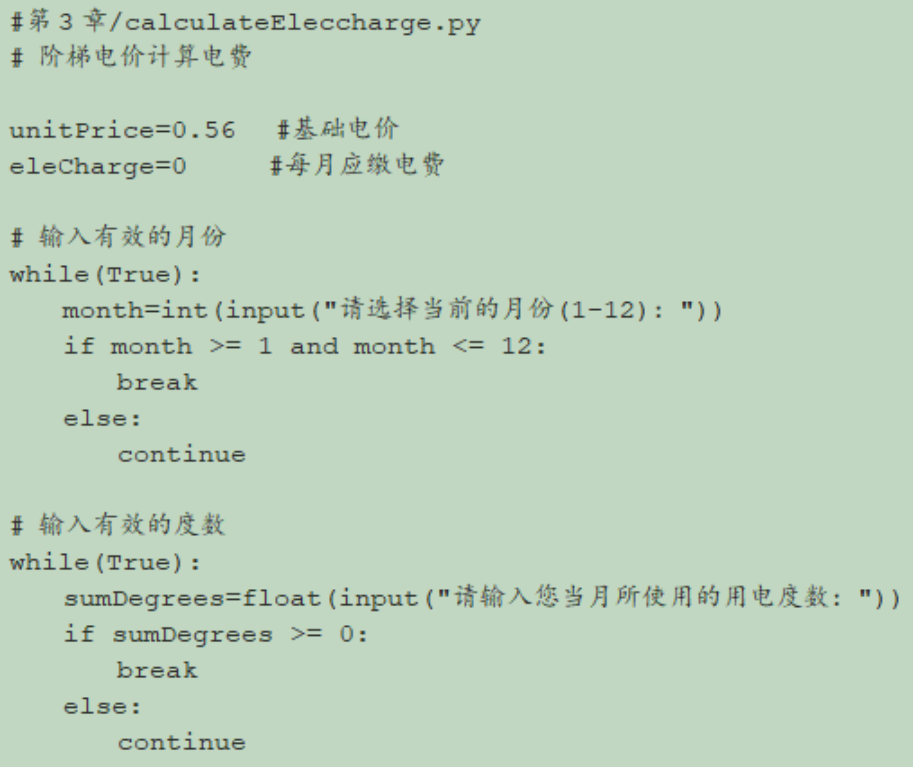 #第 3 章/calculateEleccharge.py
# 阶梯电价计算电费
unitPrice=0.56 #基础电价
eleCharge=0 #每月应缴电费
# 输入有效的月份
while(True):
month=int(input("请选择当前的月份(1-12): "))
if month >= 1 and month <= 12:
break
else:
continue
# 输入有效的度数
while(True):
sumDegrees=float(input("请输入您当月所使用的用电度数: "))
if sumDegrees >= 0:
break
else:
continue